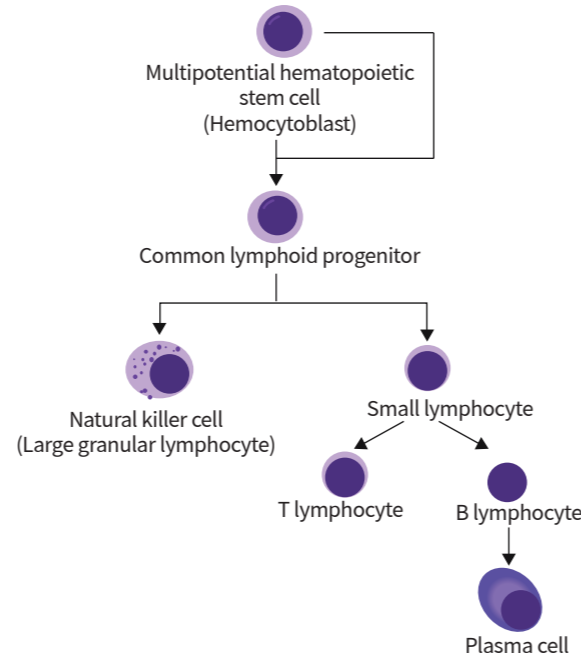 Multipotential hematopoietic
stem cell
(Hemocytoblast)
Common lymphoid progenitor
Natural killer cell
(Large granular lymphocyte)
Small lymphocyte
T lymphocyte
B lymphocyte
Plasma cell